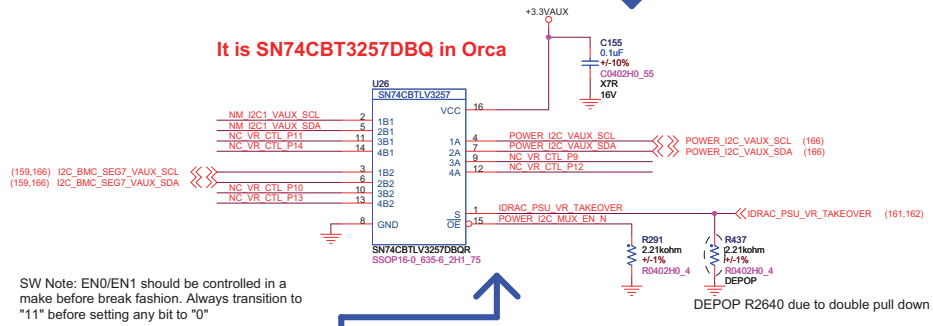 +3.3VAUX
It is SN74CBT3257DBQ in Orca
C155
0.1uF
+/-10%
C0402H0_55
X7R
16V
U26
SN74CBTLV3257
VCC 16
NM_I2C1_VAUX_SCL 2 1B1
NM_I2C1_VAUX_SDA 5 2B1
NC_VR_CTL_P11 11 3B1
NC_VR_CTL_P14 14 4B1
1A 4 POWER_I2C_VAUX_SCL POWER_I2C_VAUX_SCL (166)
2A 7 POWER_I2C_VAUX_SDA POWER_I2C_VAUX_SDA (166)
3A 9 NC_VR_CTL_P9
4A 12 NC_VR_CTL_P12
(159,166) I2C_BMC_SEG7_VAUX_SCL 3 1B2
(159,166) I2C_BMC_SEG7_VAUX_SDA 6 2B2
NC_VR_CTL_P10 10 3B2
NC_VR_CTL_P13 13 4B2
S 1 IDRAC_PSU_VR_TAKEOVER IDRAC_PSU_VR_TAKEOVER (161,162)
8 GND
OE 15 POWER_I2C_MUX_EN_N
SN74CBTLV3257DBQR
SSOP16-0_635-6_2H1_75
R291
2.21kohm
+/-1%
R0402H0_4
R437
2.21kohm
+/-1%
R0402H0_4
DEPOP
SW Note: EN0/EN1 should be controlled in a
make before break fashion. Always transition to
"11" before setting any bit to "0"
DEPOP R2640 due to double pull down